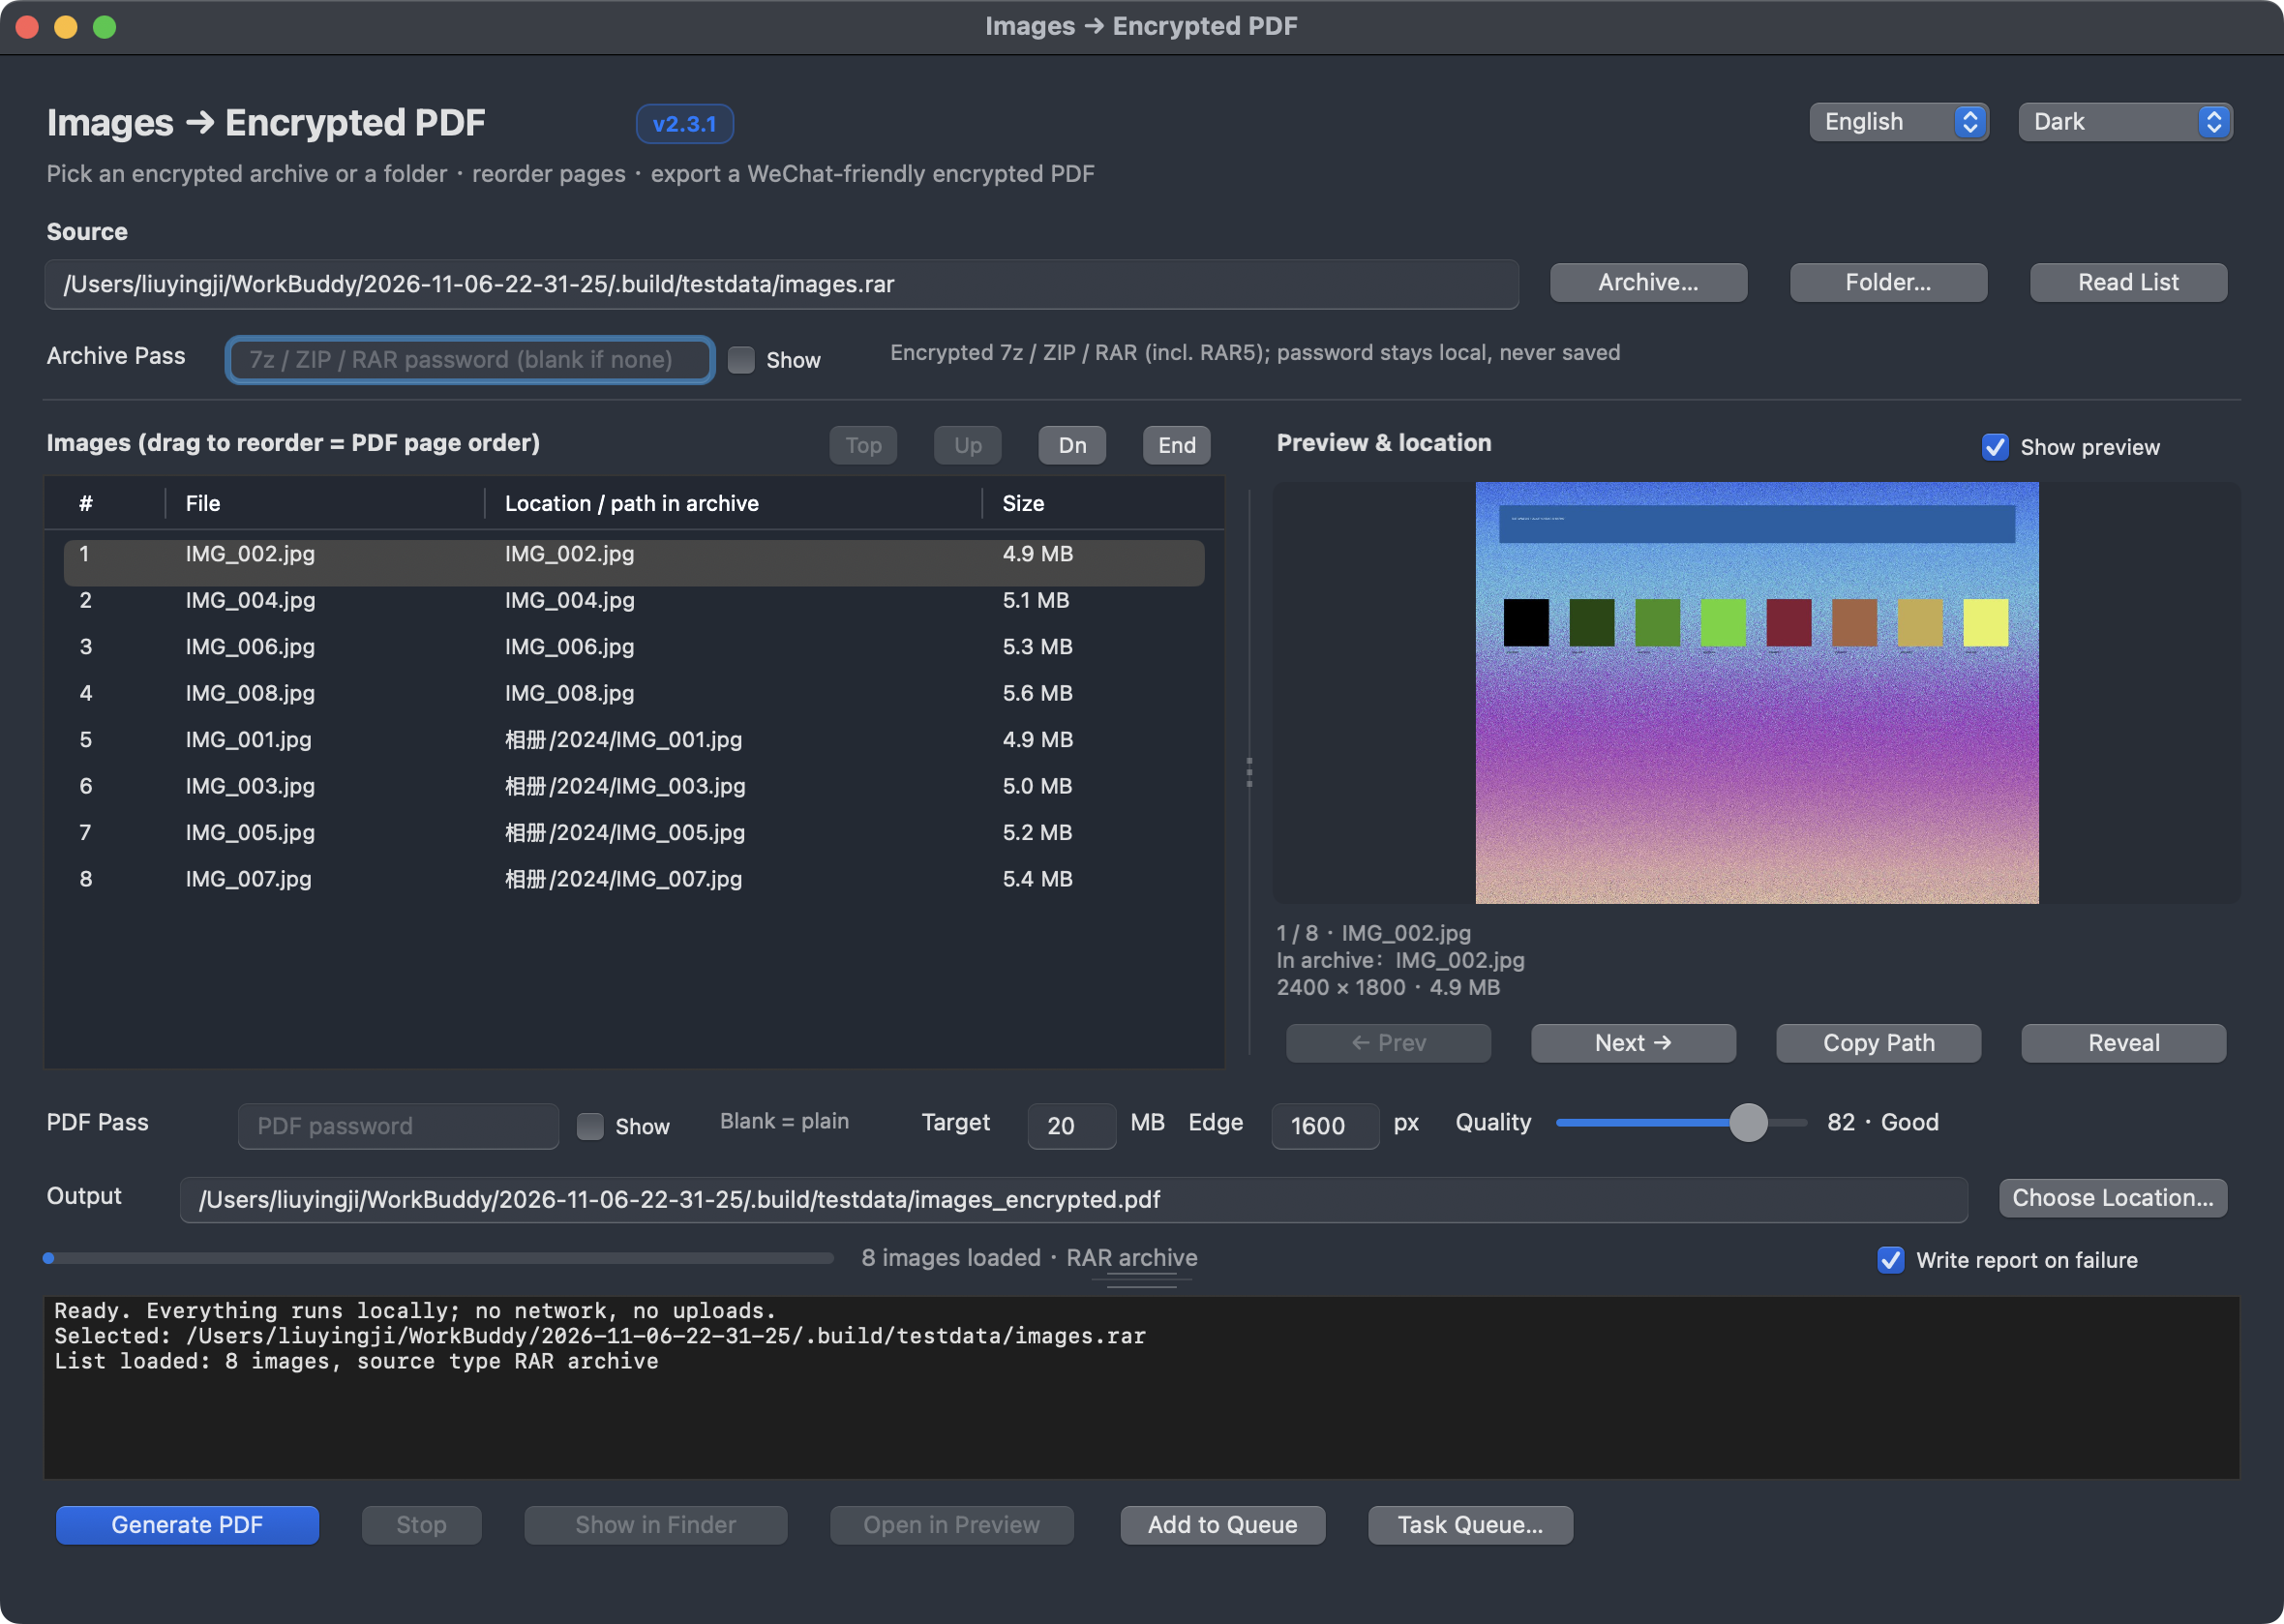 Images → Encrypted PDF
Images → Encrypted PDF
v2.3.1
English
Dark
Pick an encrypted archive or a folder · reorder pages · export a WeChat-friendly encrypted PDF
Source
/Users/liuyingji/WorkBuddy/2026-11-06-22-31-25/.build/testdata/images.rar
Archive...
Folder...
Read List
Archive Pass
7z / ZIP / RAR password (blank if none)
Show
Encrypted 7z / ZIP / RAR (incl. RAR5); password stays local, never saved
Images (drag to reorder = PDF page order)
Top
Up
Dn
End
# File Location / path in archive Size
1 IMG_002.jpg IMG_002.jpg 4.9 MB
2 IMG_004.jpg IMG_004.jpg 5.1 MB
3 IMG_006.jpg IMG_006.jpg 5.3 MB
4 IMG_008.jpg IMG_008.jpg 5.6 MB
5 IMG_001.jpg 相册/2024/IMG_001.jpg 4.9 MB
6 IMG_003.jpg 相册/2024/IMG_003.jpg 5.0 MB
7 IMG_005.jpg 相册/2024/IMG_005.jpg 5.2 MB
8 IMG_007.jpg 相册/2024/IMG_007.jpg 5.4 MB
Preview & location
Show preview
1 / 8 · IMG_002.jpg
In archive：IMG_002.jpg
2400 × 1800 · 4.9 MB
← Prev
Next →
Copy Path
Reveal
PDF Pass
PDF password
Show
Blank = plain
Target 20 MB
Edge 1600 px
Quality
82 · Good
Output
/Users/liuyingji/WorkBuddy/2026-11-06-22-31-25/.build/testdata/images_encrypted.pdf
Choose Location...
8 images loaded · RAR archive
Write report on failure
Ready. Everything runs locally; no network, no uploads.
Selected: /Users/liuyingji/WorkBuddy/2026-11-06-22-31-25/.build/testdata/images.rar
List loaded: 8 images, source type RAR archive
Generate PDF
Stop
Show in Finder
Open in Preview
Add to Queue
Task Queue...